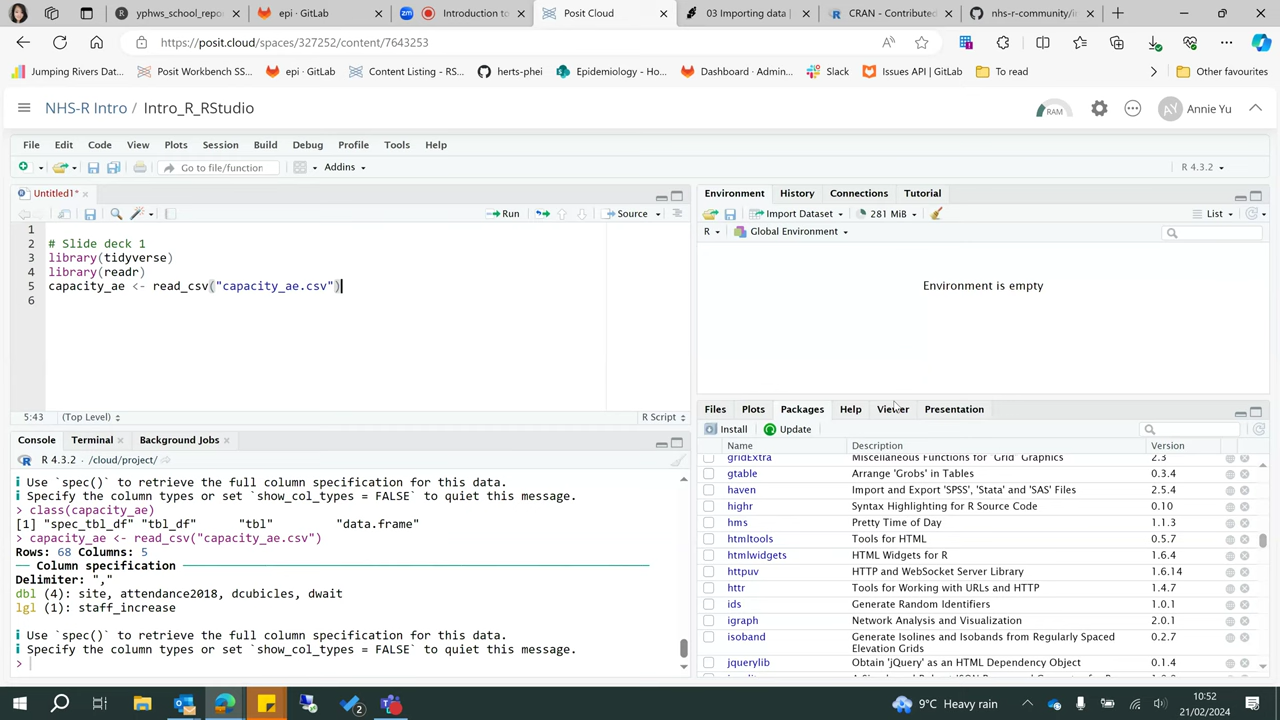 yphws_school_repo
epi · GitLab
Introduction to
Posit Cloud
03 Importing data |
CRAN - Contributed
nhs-r-community/in
https://posit.cloud/spaces/327252/content/7643253
Jumping Rivers Dat...
Posit Workbench SS...
epi · GitLab
Content Listing — RS...
herts-phei
Epidemiology - Ho...
Dashboard · Admin...
Slack
Issues API | GitLab
To read
Other favourites
NHS-R Intro / Intro_R_RStudio
RAM
AY
Annie Yu
File Edit Code View Plots Session Build Debug Profile Tools Help
Go to file/function
Addins
R 4.3.2
Untitled1*
Run
Source
1
2 # Slide deck 1
3 library(tidyverse)
4 library(readr)
5 capacity_ae <- read_csv("capacity_ae.csv")
6
5:43 (Top Level) R Script
Console Terminal Background Jobs
R 4.3.2 · /cloud/project/
i Use `spec()` to retrieve the full column specification for this data.
i Specify the column types or set `show_col_types = FALSE` to quiet this message.
> class(capacity_ae)
[1] "spec_tbl_df" "tbl_df" "tbl" "data.frame"
> capacity_ae <- read_csv("capacity_ae.csv")
Rows: 68 Columns: 5
── Column specification
Delimiter: ","
dbl (4): site, attendance2018, dcubicles, dwait
lgl (1): staff_increase
i Use `spec()` to retrieve the full column specification for this data.
i Specify the column types or set `show_col_types = FALSE` to quiet this message.
>
Environment History Connections Tutorial
Import Dataset 281 MiB List
R Global Environment
Environment is empty
Files Plots Packages Help Viewer Presentation
Install Update
Name Description Version
gridExtra Miscellaneous Functions for "Grid" Graphics 2.3
gtable Arrange 'Grobs' in Tables 0.3.4
haven Import and Export 'SPSS', 'Stata' and 'SAS' Files 2.5.4
highr Syntax Highlighting for R Source Code 0.10
hms Pretty Time of Day 1.1.3
htmltools Tools for HTML 0.5.7
htmlwidgets HTML Widgets for R 1.6.4
httpuv HTTP and WebSocket Server Library 1.6.14
httr Tools for Working with URLs and HTTP 1.4.7
ids Generate Random Identifiers 1.0.1
igraph Network Analysis and Visualization 2.0.1
isoband Generate Isolines and Isobands from Regularly Spaced Elevation Grids 0.2.7
jquerylib Obtain 'jQuery' as an HTML Dependency Object 0.1.4
9°C Heavy rain
10:52
21/02/2024